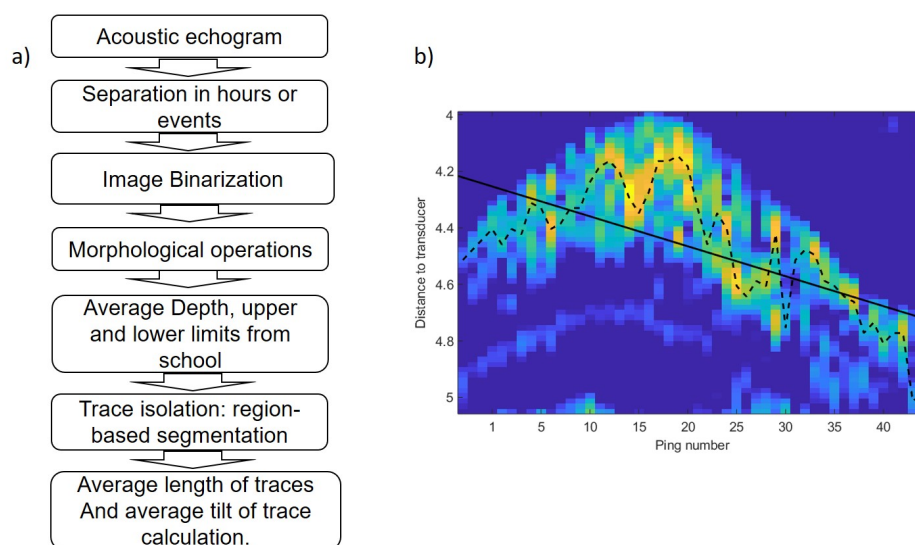 a)
Acoustic echogram
Separation in hours or
events
Image Binarization
Morphological operations
Average Depth, upper
and lower limits from
school
Trace isolation: region-
based segmentation
Average length of traces
And average tilt of trace
calculation.
b)
Distance to transducer
4
4.2
4.4
4.6
4.8
5
1 5 10 15 20 25 30 35 40
Ping number